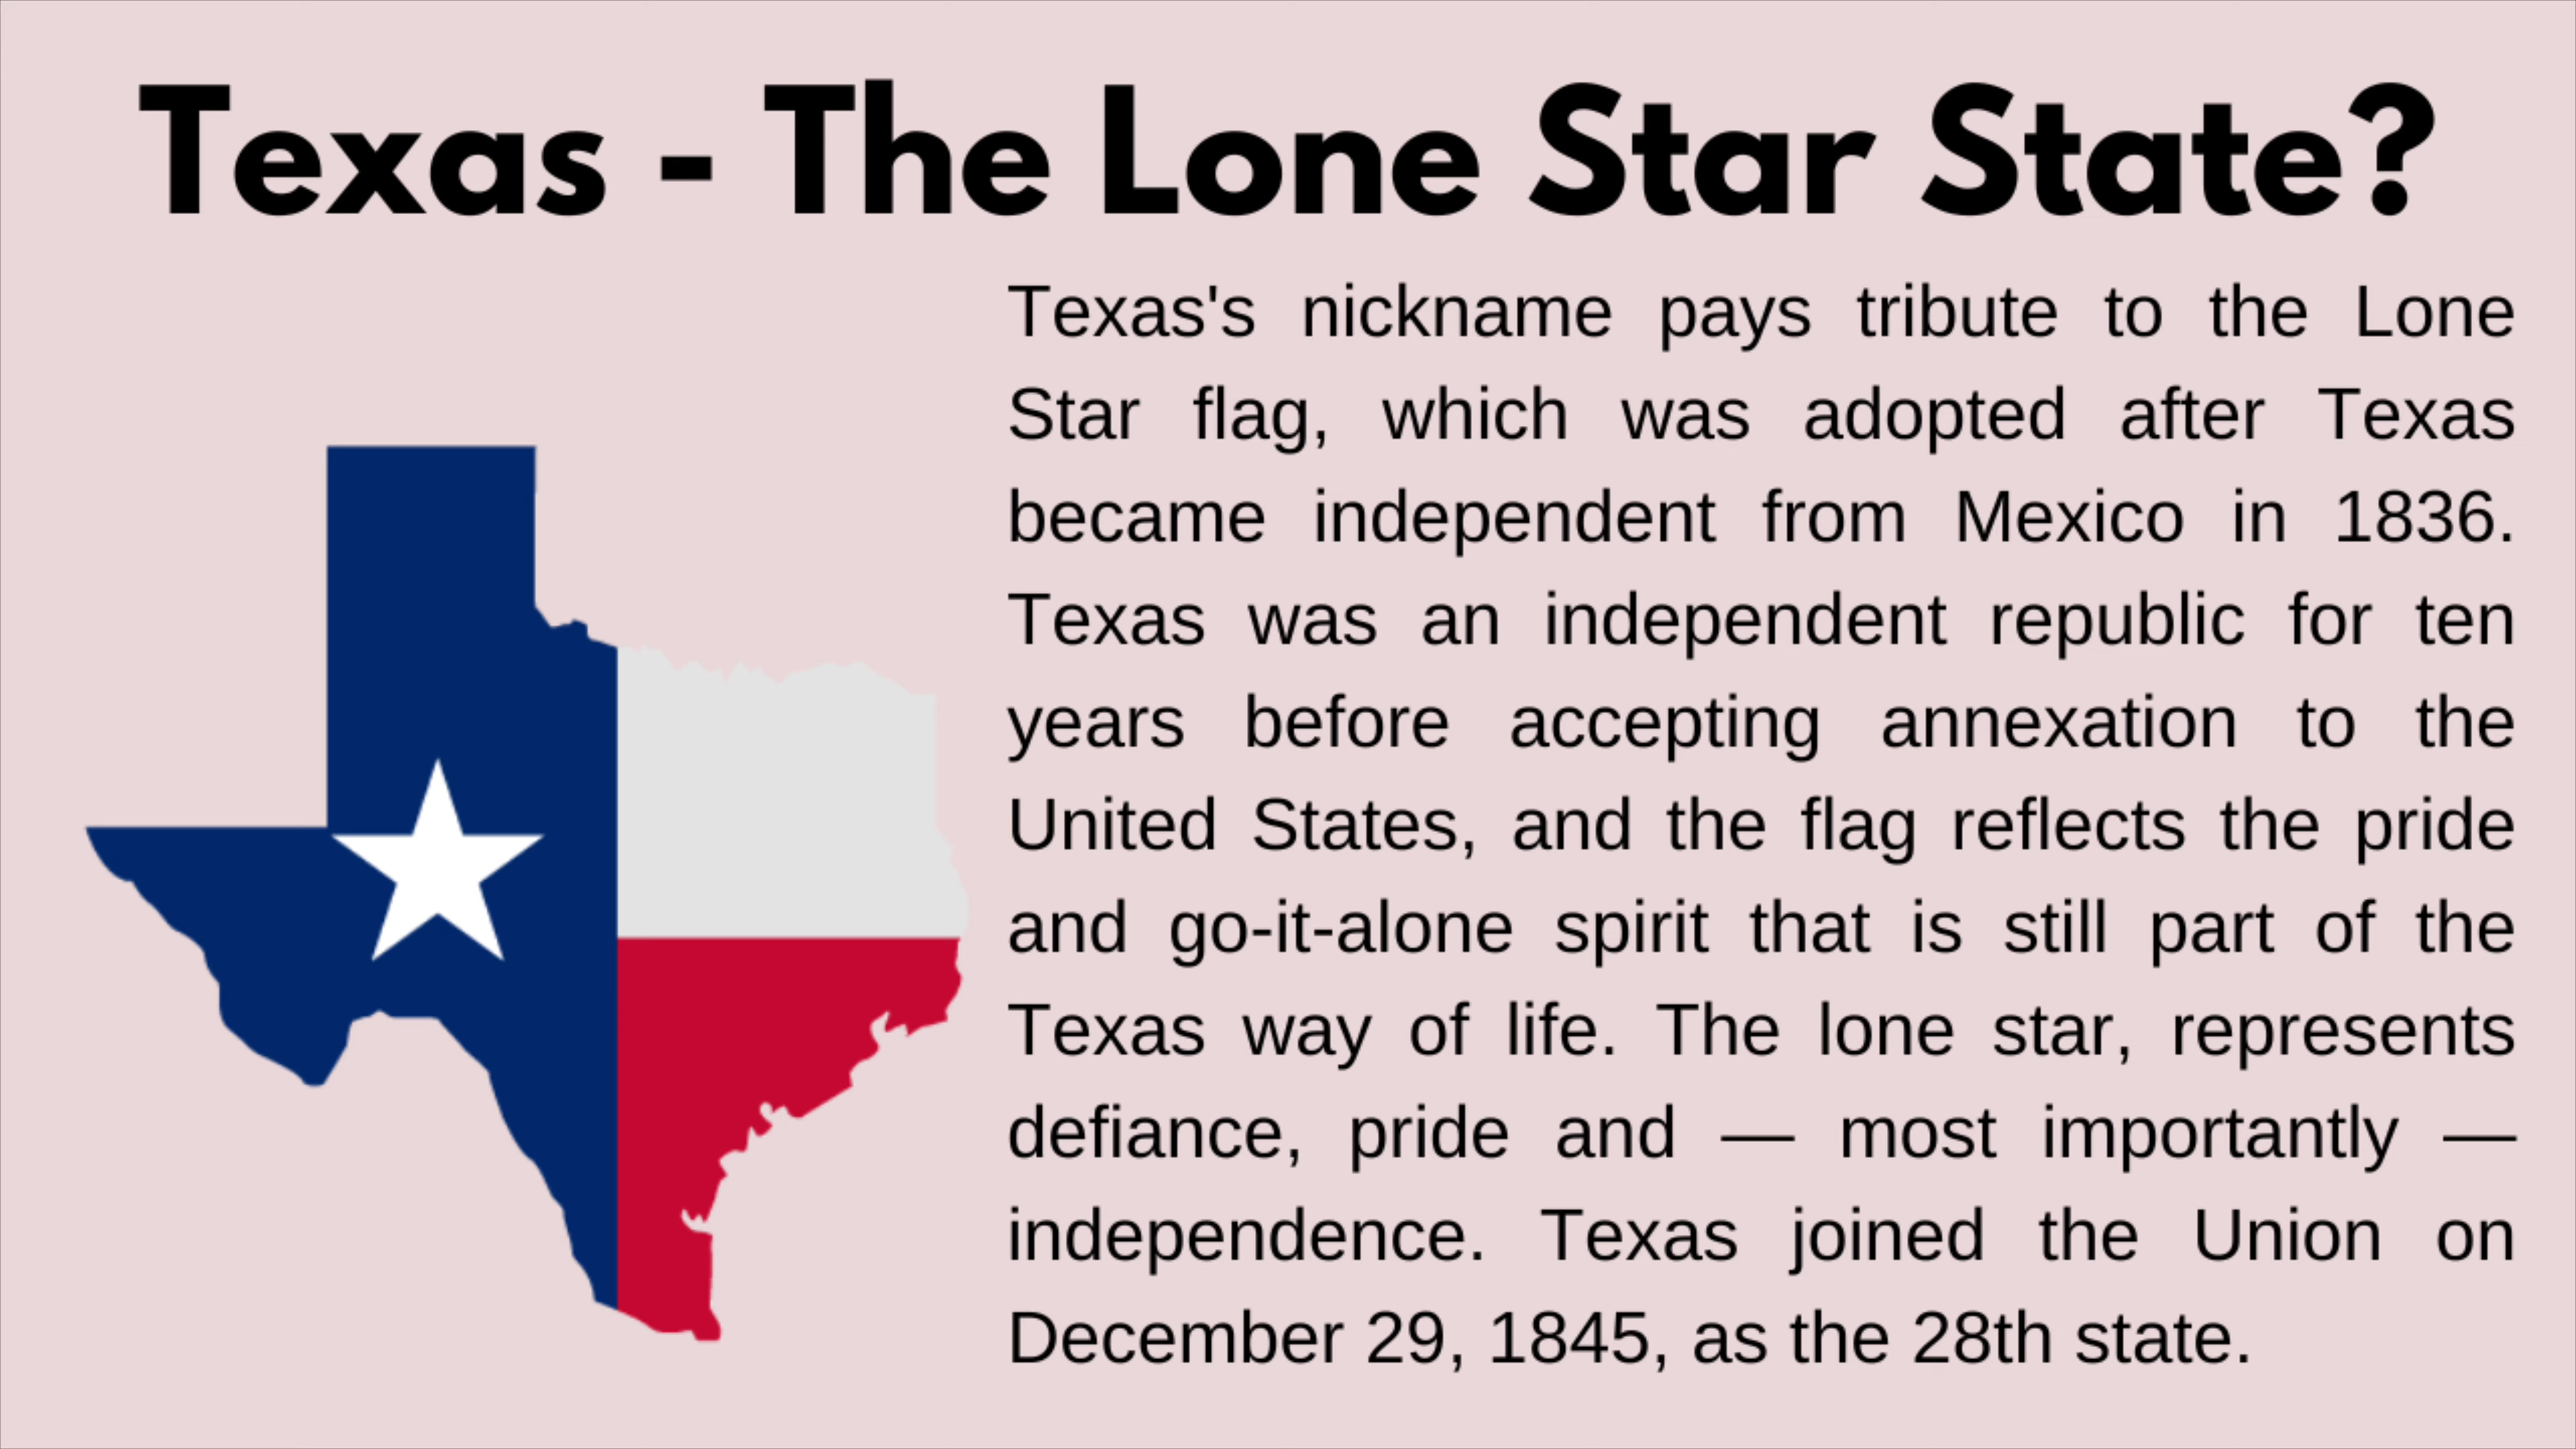 Texas - The Lone Star State?
Texas's nickname pays tribute to the Lone
Star flag, which was adopted after Texas
became independent from Mexico in 1836.
Texas was an independent republic for ten
years before accepting annexation to the
United States, and the flag reflects the pride
and go-it-alone spirit that is still part of the
Texas way of life. The lone star, represents
defiance, pride and — most importantly —
independence. Texas joined the Union on
December 29, 1845, as the 28th state.